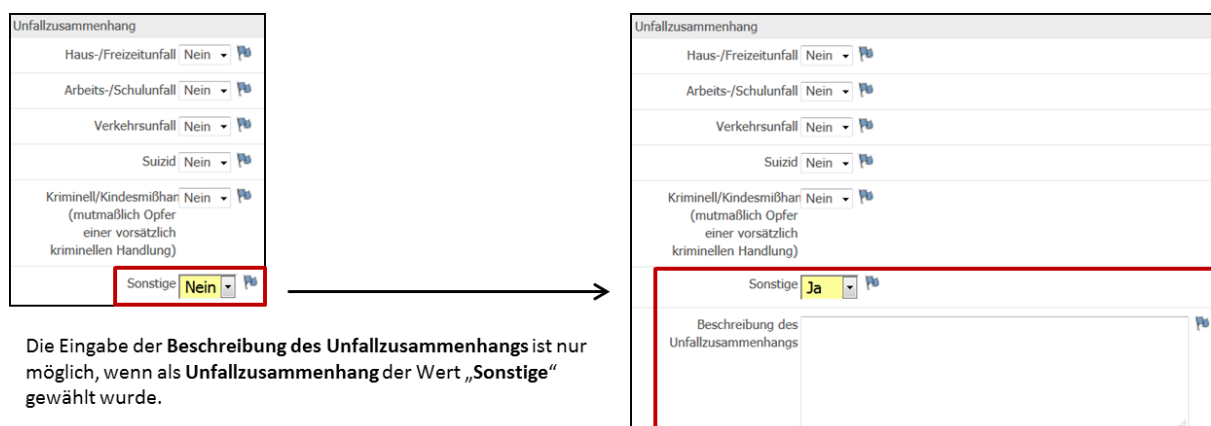 Unfallzusammenhang
Haus-/Freizeitunfall Nein
Arbeits-/Schulunfall Nein
Verkehrsunfall Nein
Suizid Nein
Kriminell/Kindesmißhan Nein
(mutmaßlich Opfer
einer vorsätzlich
kriminellen Handlung)
Sonstige Nein
Die Eingabe der Beschreibung des Unfallzusammenhangs ist nur
möglich, wenn als Unfallzusammenhang der Wert „Sonstige“
gewählt wurde.
Unfallzusammenhang
Haus-/Freizeitunfall Nein
Arbeits-/Schulunfall Nein
Verkehrsunfall Nein
Suizid Nein
Kriminell/Kindesmißhan Nein
(mutmaßlich Opfer
einer vorsätzlich
kriminellen Handlung)
Sonstige Ja
Beschreibung des
Unfallzusammenhangs